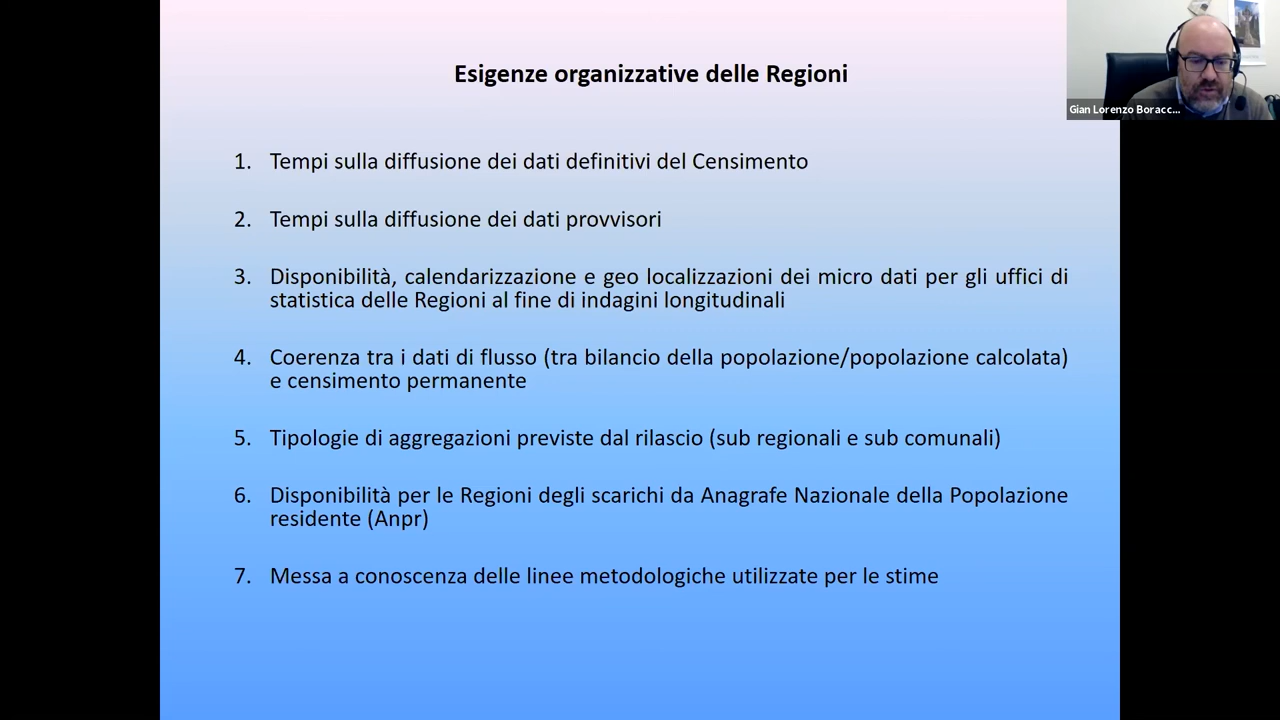 Esigenze organizzative delle Regioni
Gian Lorenzo Boracc...
1. Tempi sulla diffusione dei dati definitivi del Censimento
2. Tempi sulla diffusione dei dati provvisori
3. Disponibilità, calendarizzazione e geo localizzazioni dei micro dati per gli uffici di
statistica delle Regioni al fine di indagini longitudinali
4. Coerenza tra i dati di flusso (tra bilancio della popolazione/popolazione calcolata)
e censimento permanente
5. Tipologie di aggregazioni previste dal rilascio (sub regionali e sub comunali)
6. Disponibilità per le Regioni degli scarichi da Anagrafe Nazionale della Popolazione
residente (Anpr)
7. Messa a conoscenza delle linee metodologiche utilizzate per le stime